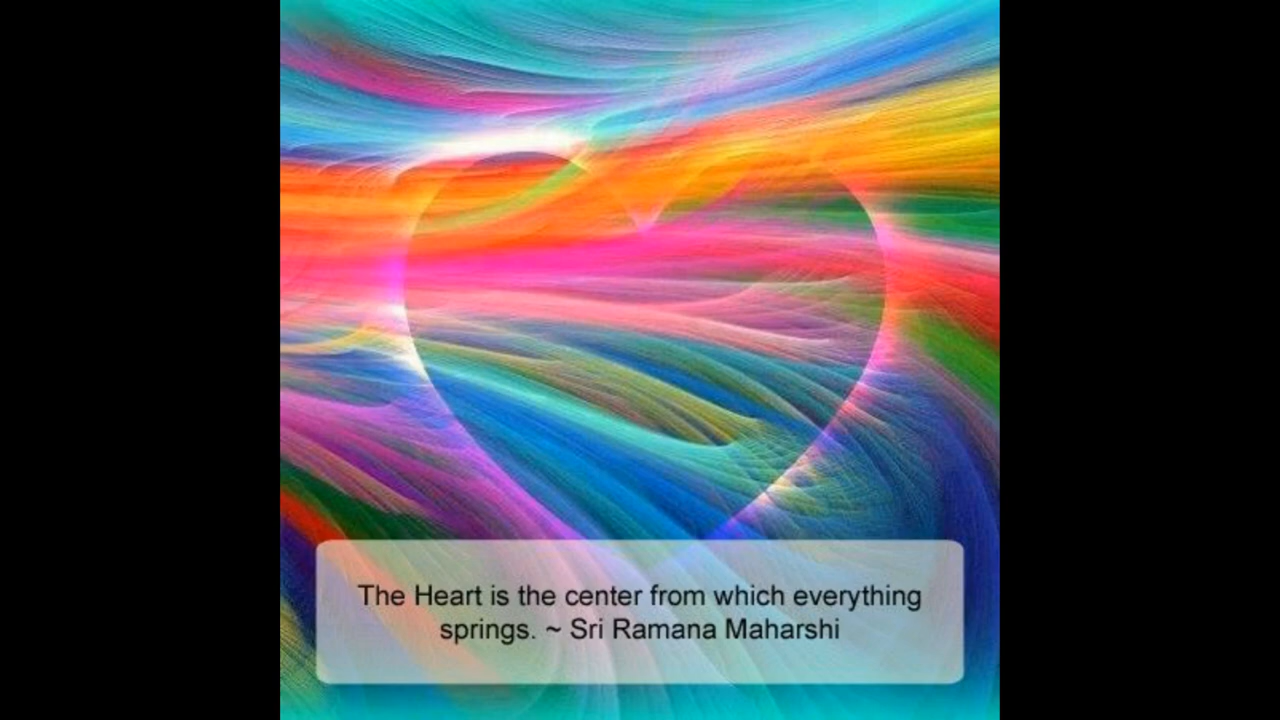 The Heart is the center from which everything
springs. ~ Sri Ramana Maharshi